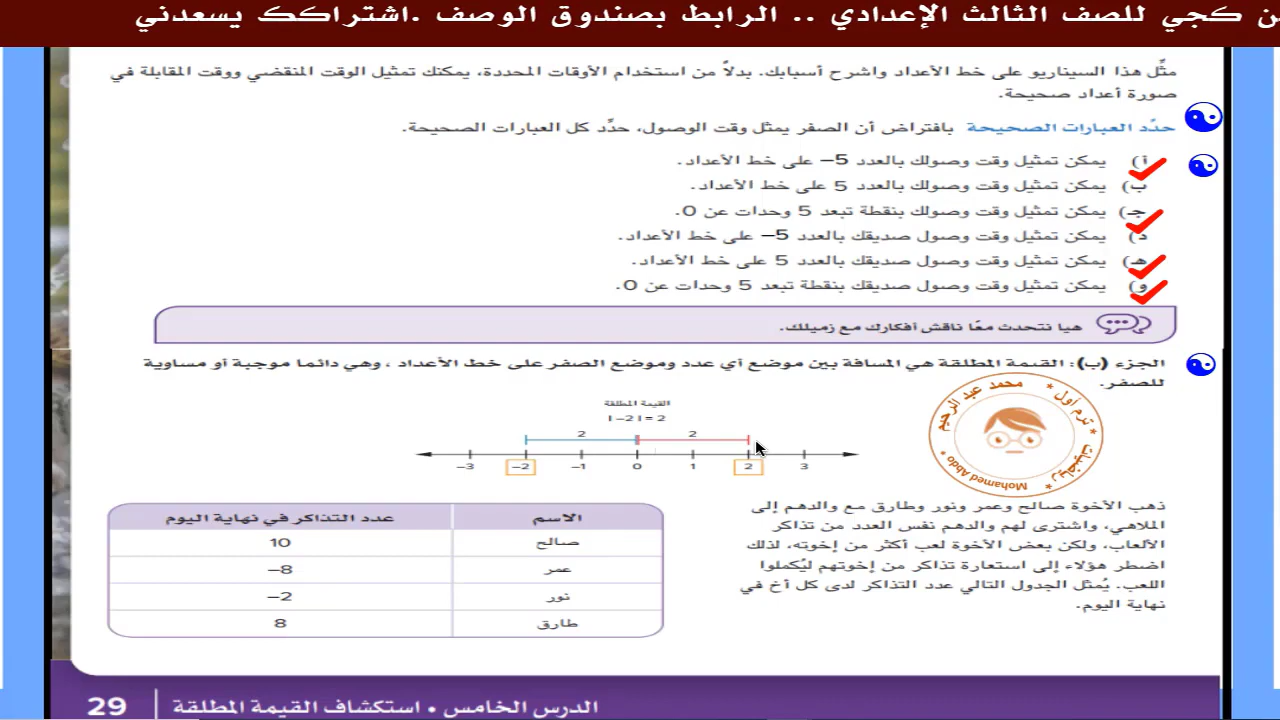 ن كجي للصف الثالث الإعدادي .. الرابط بصندوق الوصف .اشتراكك يسعدني
مثِّل هذا السيناريو على خط الأعداد واشرح أسبابك. بدلاً من استخدام الأوقات المحددة، يمكنك تمثيل الوقت المنقضي ووقت المقابلة في
صورة أعداد صحيحة.
حدّد العبارات الصحيحة بافتراض أن الصفر يمثل وقت الوصول، حدِّد كل العبارات الصحيحة.
أ) يمكن تمثيل وقت وصولك بالعدد 5− على خط الأعداد.
ب) يمكن تمثيل وقت وصولك بالعدد 5 على خط الأعداد.
جـ) يمكن تمثيل وقت وصولك بنقطة تبعد 5 وحدات عن 0.
د) يمكن تمثيل وقت وصول صديقك بالعدد 5− على خط الأعداد.
هـ) يمكن تمثيل وقت وصول صديقك بالعدد 5 على خط الأعداد.
و) يمكن تمثيل وقت وصول صديقك بنقطة تبعد 5 وحدات عن 0.
هيا نتحدث معًا ناقش أفكارك مع زميلك.
الجزء (ب): القيمة المطلقة هي المسافة بين موضع أي عدد وموضع الصفر على خط الأعداد ، وهي دائما موجبة أو مساوية
للصفر.
القيمة المطلقة
| −2 | = 2
2 2
−3 −2 −1 0 1 2 3
محمد عبد الرحيم * ترم أول * رياضيات * Mohamed Abdo *
ذهب الأخوة صالح وعمر ونور وطارق مع والدهم إلى
الملاهي، واشترى لهم والدهم نفس العدد من تذاكر
الألعاب، ولكن بعض الأخوة لعب أكثر من إخوته، لذلك
اضطر هؤلاء إلى استعارة تذاكر من إخوتهم ليُكملوا
اللعب. يُمثل الجدول التالي عدد التذاكر لدى كل أخ في
نهاية اليوم.
الاسم عدد التذاكر في نهاية اليوم
صالح 10
عمر −8
نور −2
طارق 8
الدرس الخامس • استكشاف القيمة المطلقة 29